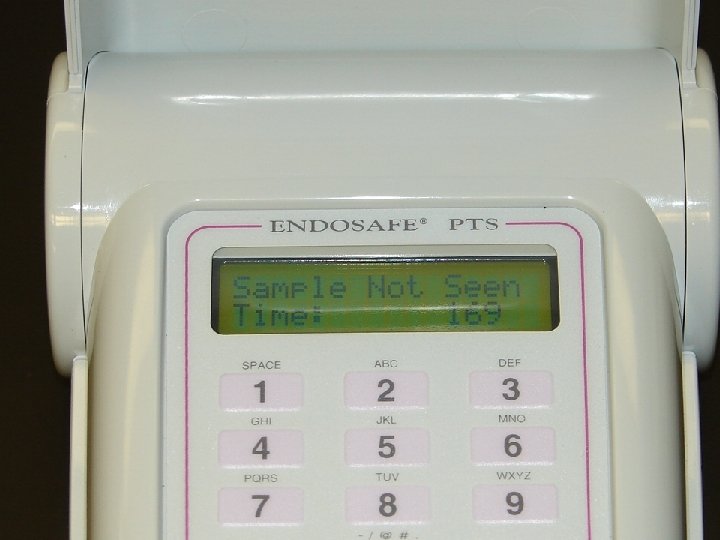 ENDOSAFE® PTS
Sample Not Seen
Time: 169
SPACE ABC DEF
1 2 3
GHI JKL MNO
4 5 6
PQRS TUV WXYZ
7 8 9
- / @ # .